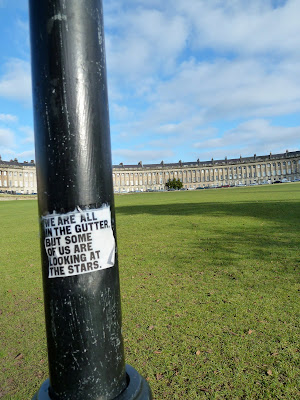 WE ARE ALL
IN THE GUTTER.
BUT SOME
OF US ARE
LOOKING AT
THE STARS.